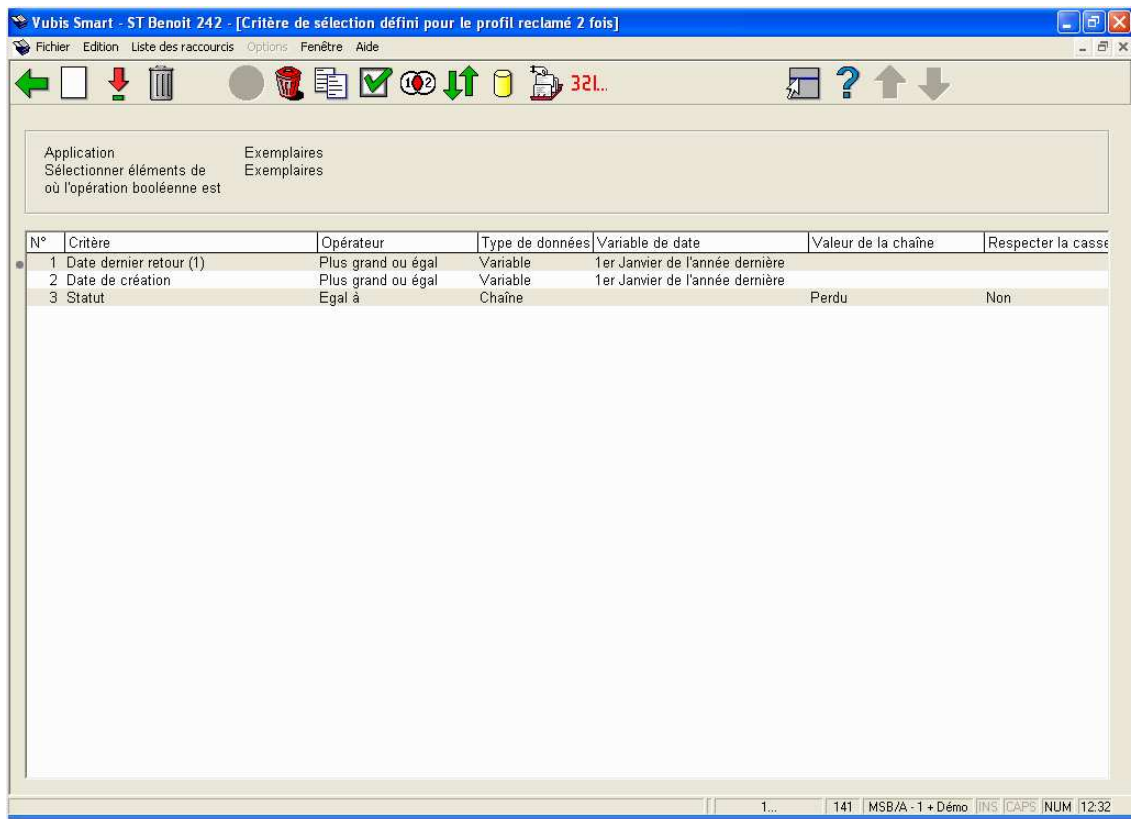 Vubis Smart - ST Benoit 242 - [Critère de sélection défini pour le profil reclamé 2 fois]
Fichier Edition Liste des raccourcis Options Fenêtre Aide
1 2 32L...
Application Exemplaires
Sélectionner éléments de Exemplaires
où l'opération booléenne est
N° Critère Opérateur Type de données Variable de date Valeur de la chaîne Respecter la casse
1 Date dernier retour (1) Plus grand ou égal Variable 1er Janvier de l'année dernière
2 Date de création Plus grand ou égal Variable 1er Janvier de l'année dernière
3 Statut Egal à Chaîne Perdu Non
1... 141 MSB/A - 1 + Démo INS CAPS NUM 12:32